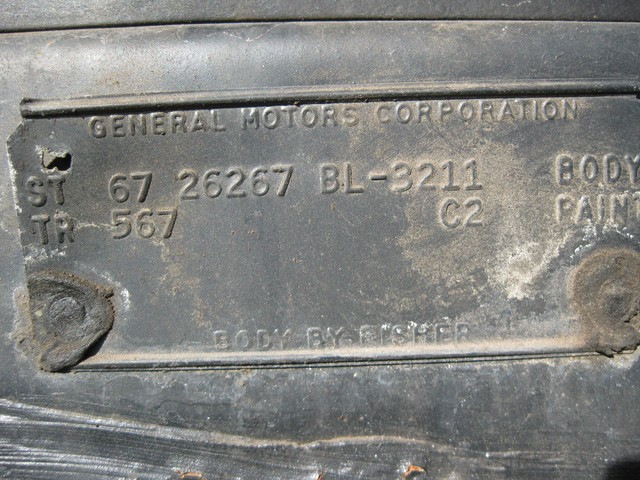 GENERAL MOTORS CORPORATION
ST 67 26267 BL-3211 BODY
TR 567 C2 PAINT
BODY BY FISHER